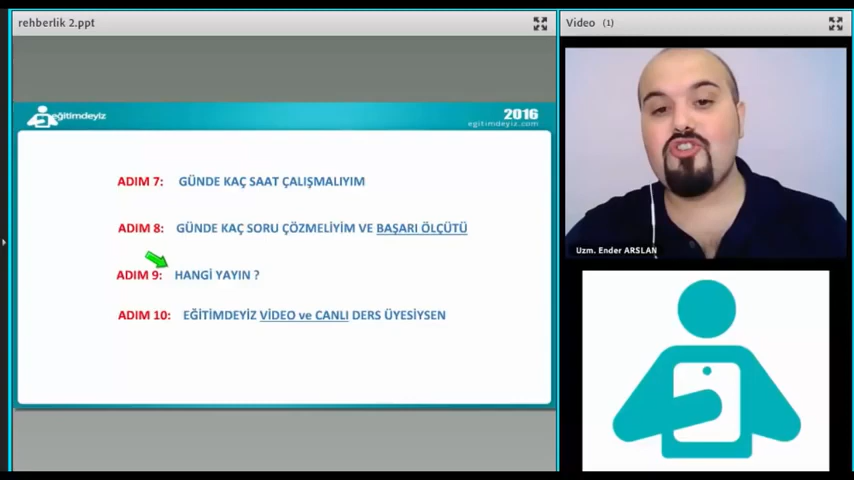 rehberlik 2.ppt
Video (1)
eğitimdeyiz
2016
egitimdeyiz.com
ADIM 7: GÜNDE KAÇ SAAT ÇALIŞMALIYIM
ADIM 8: GÜNDE KAÇ SORU ÇÖZMELİYİM VE BAŞARI ÖLÇÜTÜ
ADIM 9: HANGİ YAYIN ?
ADIM 10: EĞİTİMDEYİZ VİDEO ve CANLI DERS ÜYESİYSEN
Uzm. Ender ARSLAN